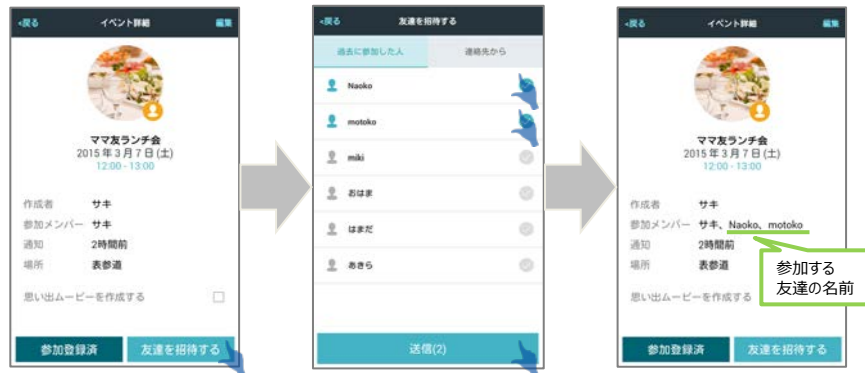 <戻る
イベント詳細
編集
ママ友ランチ会
2015年3月7日(土)
12:00 - 13:00
作成者 サキ
参加メンバー サキ
通知 2時間前
場所 表参道
思い出ムービーを作成する
参加登録済
友達を招待する
<戻る
友達を招待する
過去に参加した人
連絡先から
Naoko
motoko
miki
おはま
はまだ
あきら
送信(2)
<戻る
イベント詳細
編集
ママ友ランチ会
2015年3月7日(土)
12:00 - 13:00
作成者 サキ
参加メンバー サキ、Naoko、motoko
通知 2時間前
場所 表参道
思い出ムービーを作成する
参加する
友達の名前
参加登録済
友達を招待する